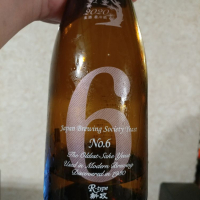 2020
6
Japan Brewing Society Yeast
No.6
The Oldest Sake Yeast
Used in Modern Brewing
Discovered in 1930
R-type
新政